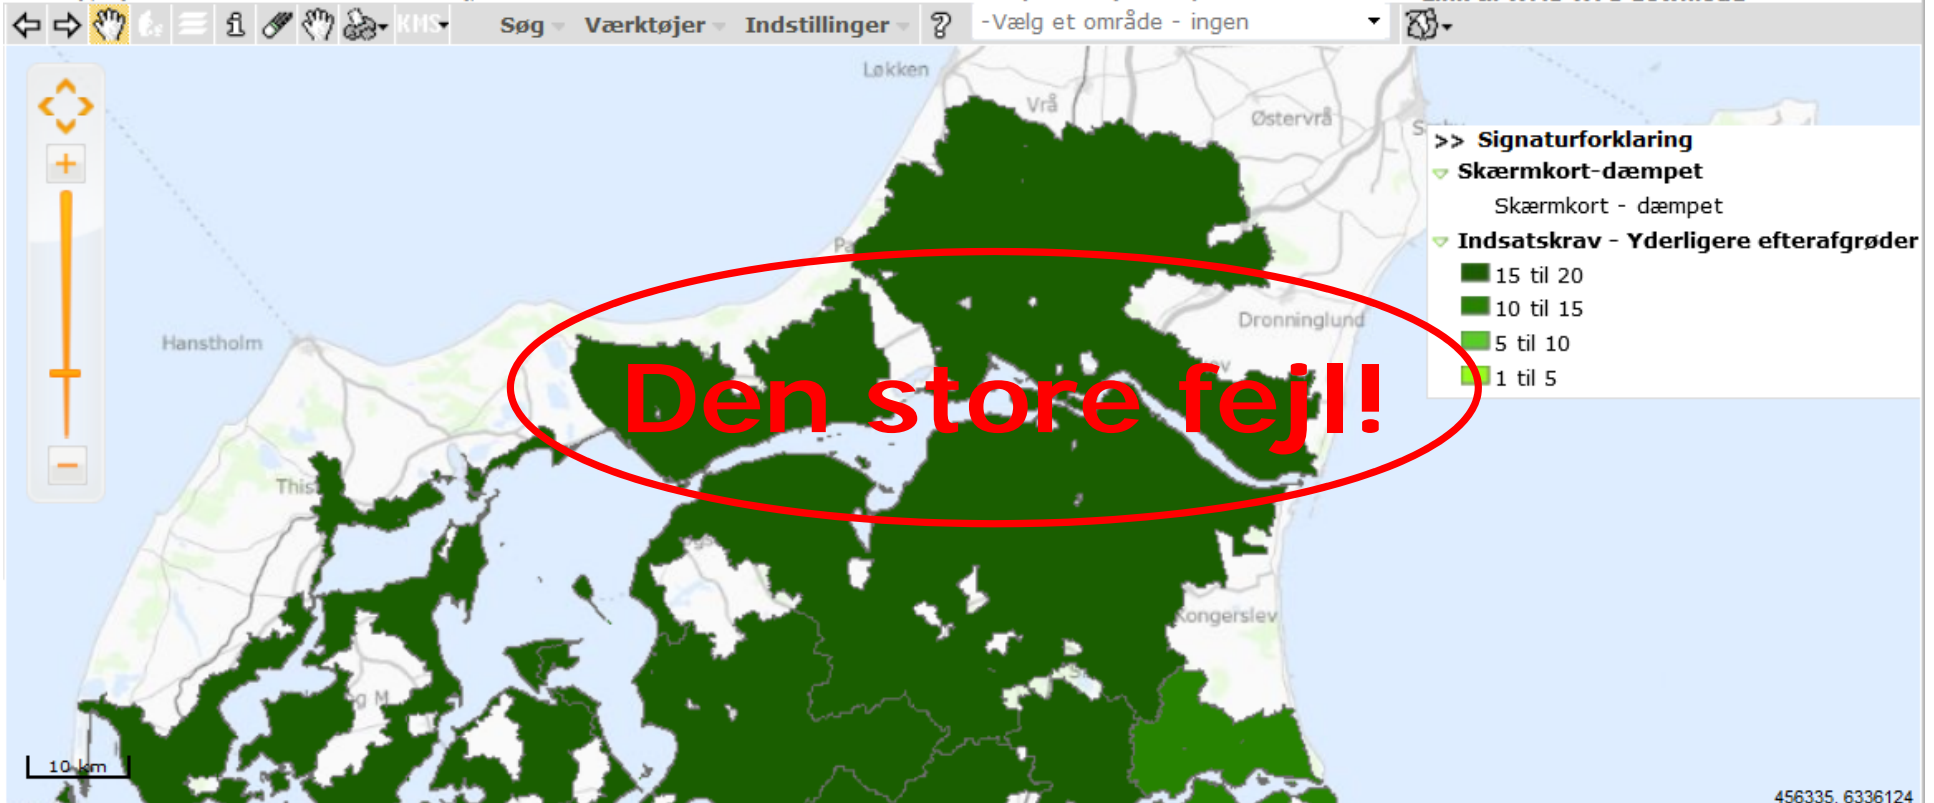 KMS
Søg
Værktøjer
Indstillinger
?
-Vælg et område - ingen
Løkken
Vrå
Østervrå
>> Signaturforklaring
Skærmkort-dæmpet
Skærmkort - dæmpet
Indsatskrav - Yderligere efterafgrøder
15 til 20
10 til 15
5 til 10
1 til 5
Dronninglund
Hanstholm
Den store fejl!
This
Kongerslev
g M
10 km
456335, 6336124